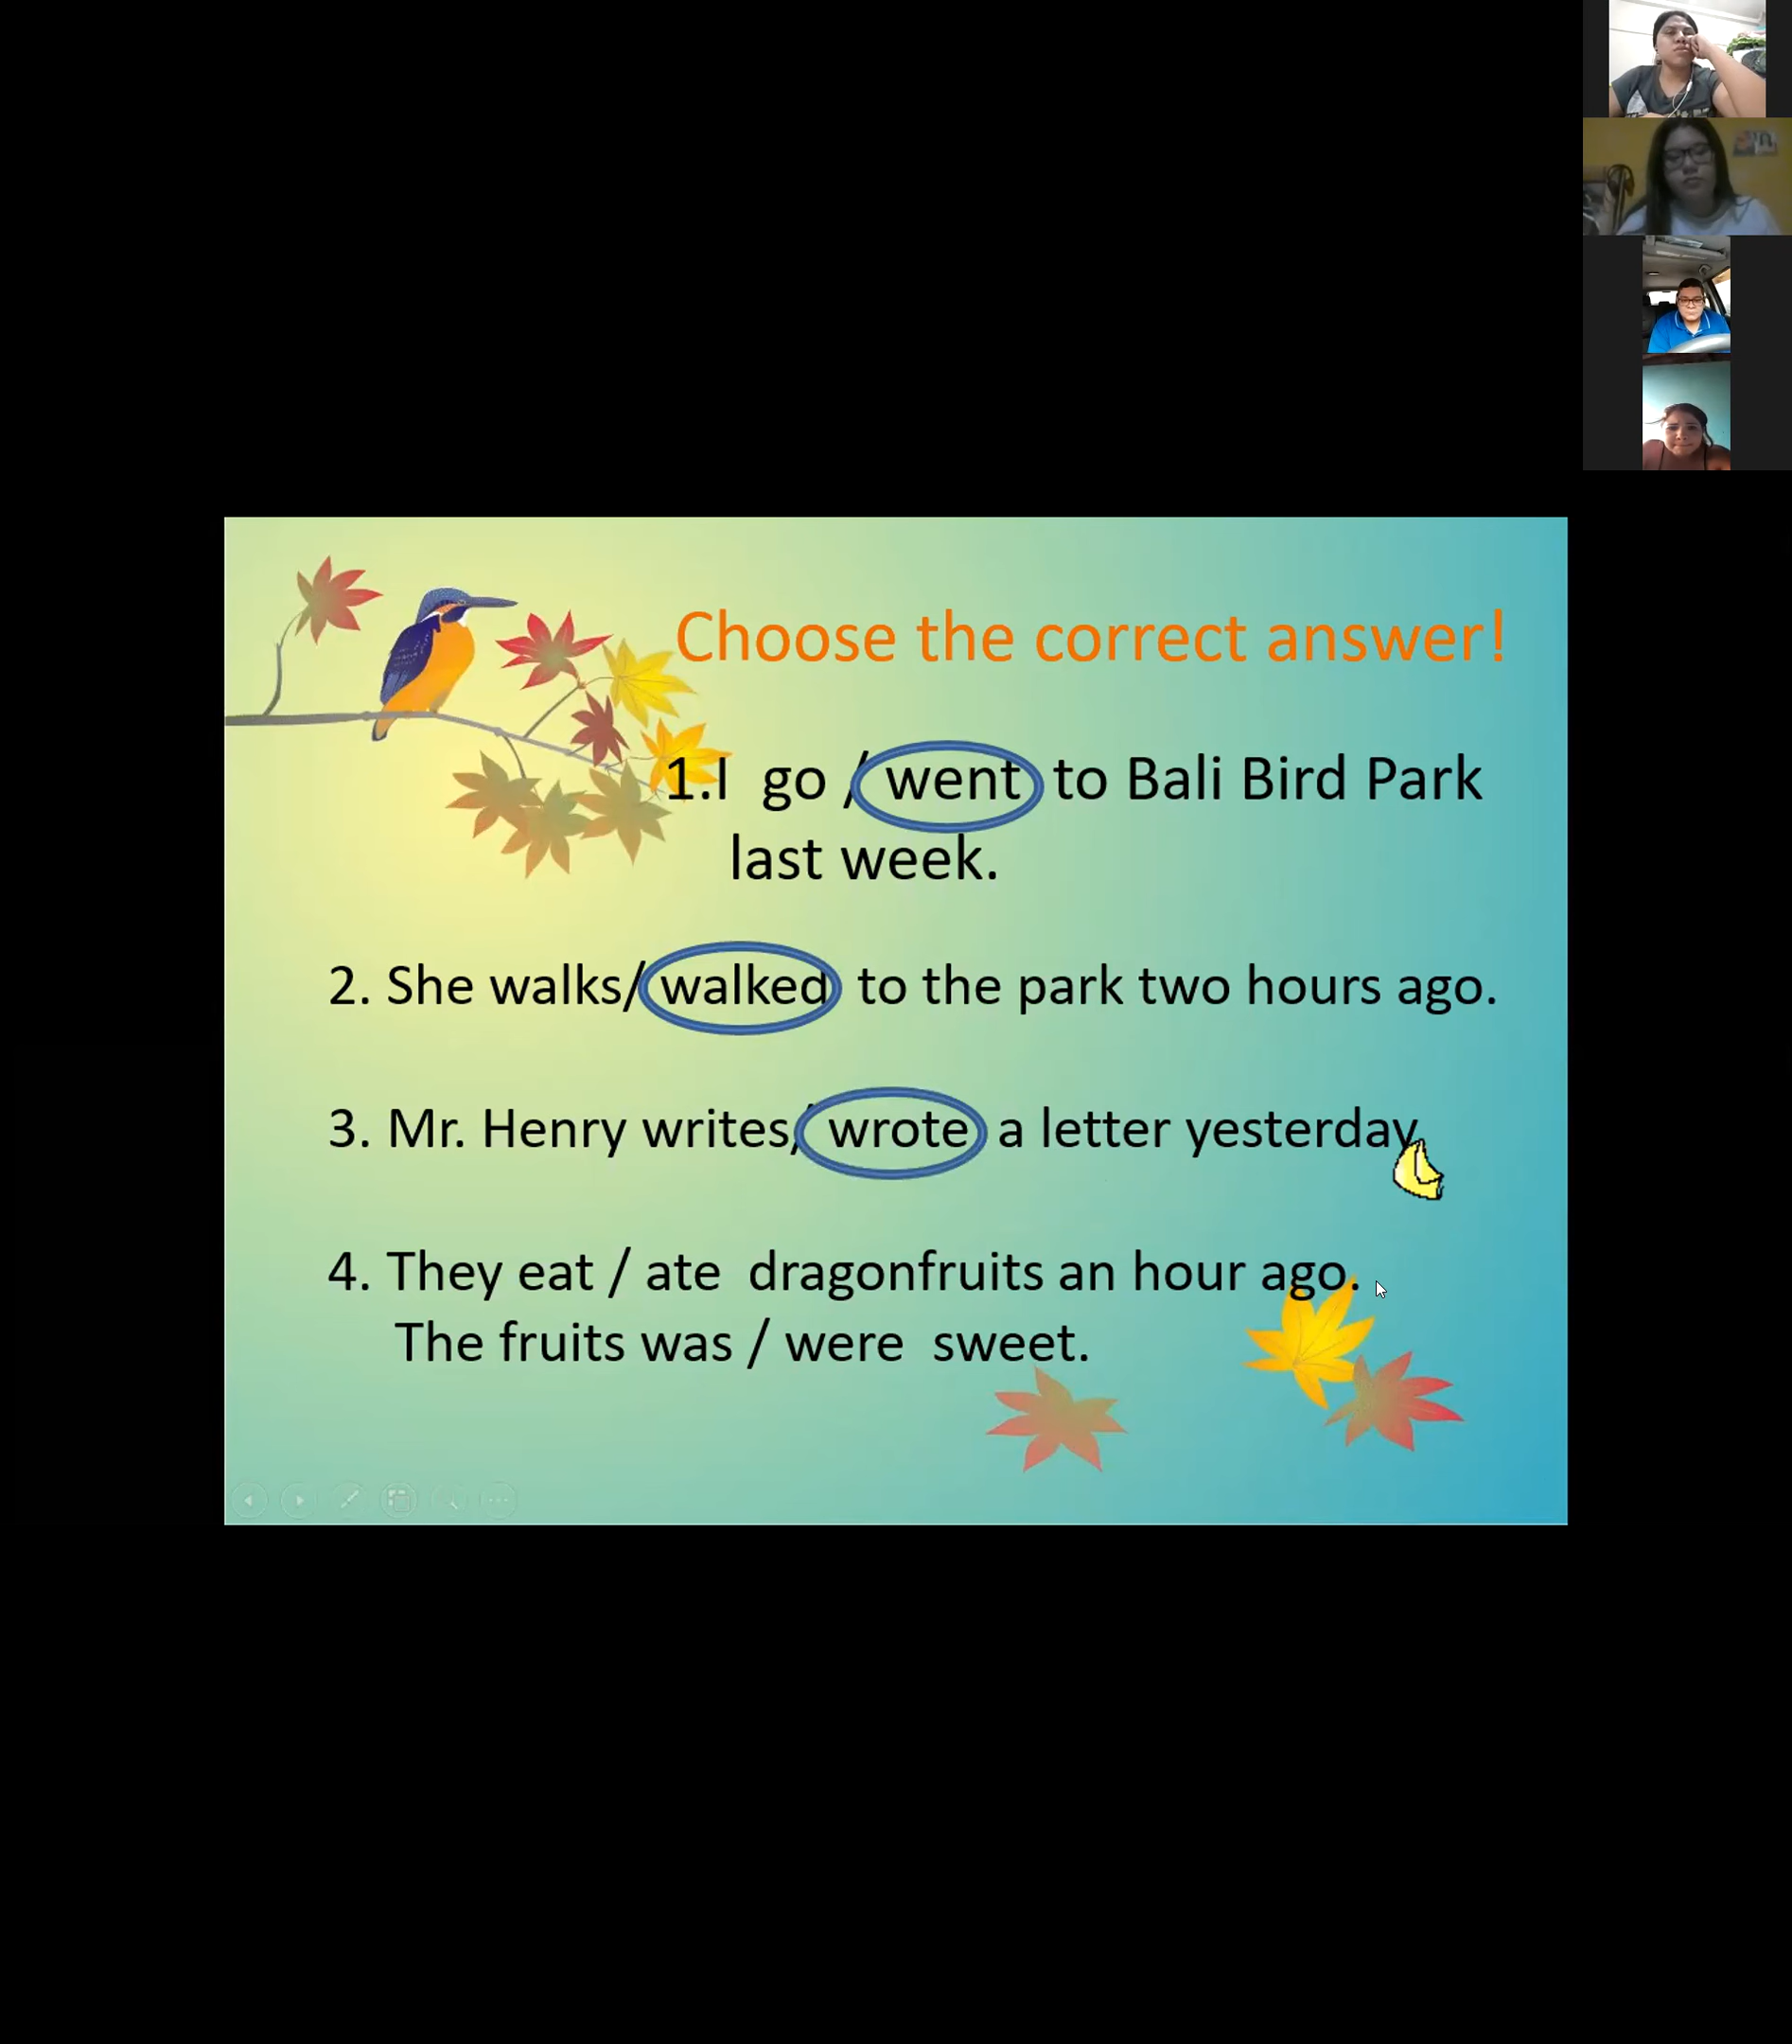 Choose the correct answer!
1.I go / went to Bali Bird Park
last week.
2. She walks/ walked to the park two hours ago.
3. Mr. Henry writes/ wrote a letter yesterday
4. They eat / ate dragonfruits an hour ago.
The fruits was / were sweet.